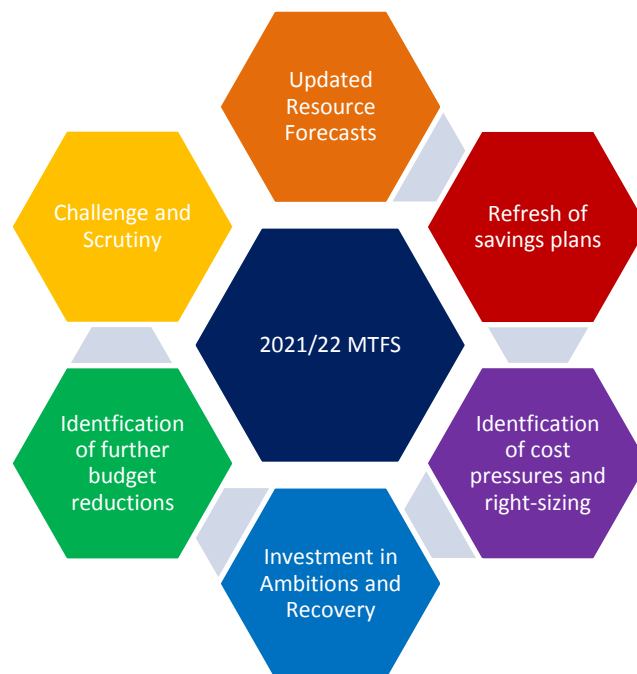 Updated
Resource
Forecasts
Refresh of
savings plans
Identfication
of cost
pressures and
right-sizing
Investment in
Ambitions and
Recovery
Identfication
of further
budget
reductions
Challenge and
Scrutiny
2021/22 MTFS